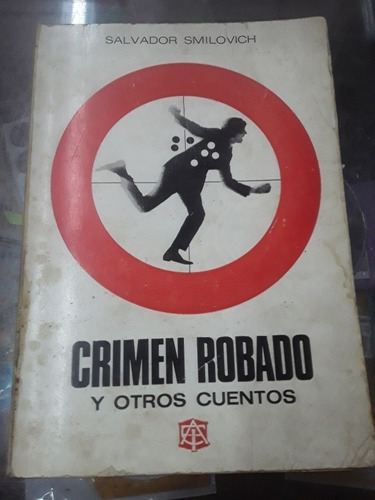 SALVADOR SMILOVICH
CRIMEN ROBADO
Y OTROS CUENTOS